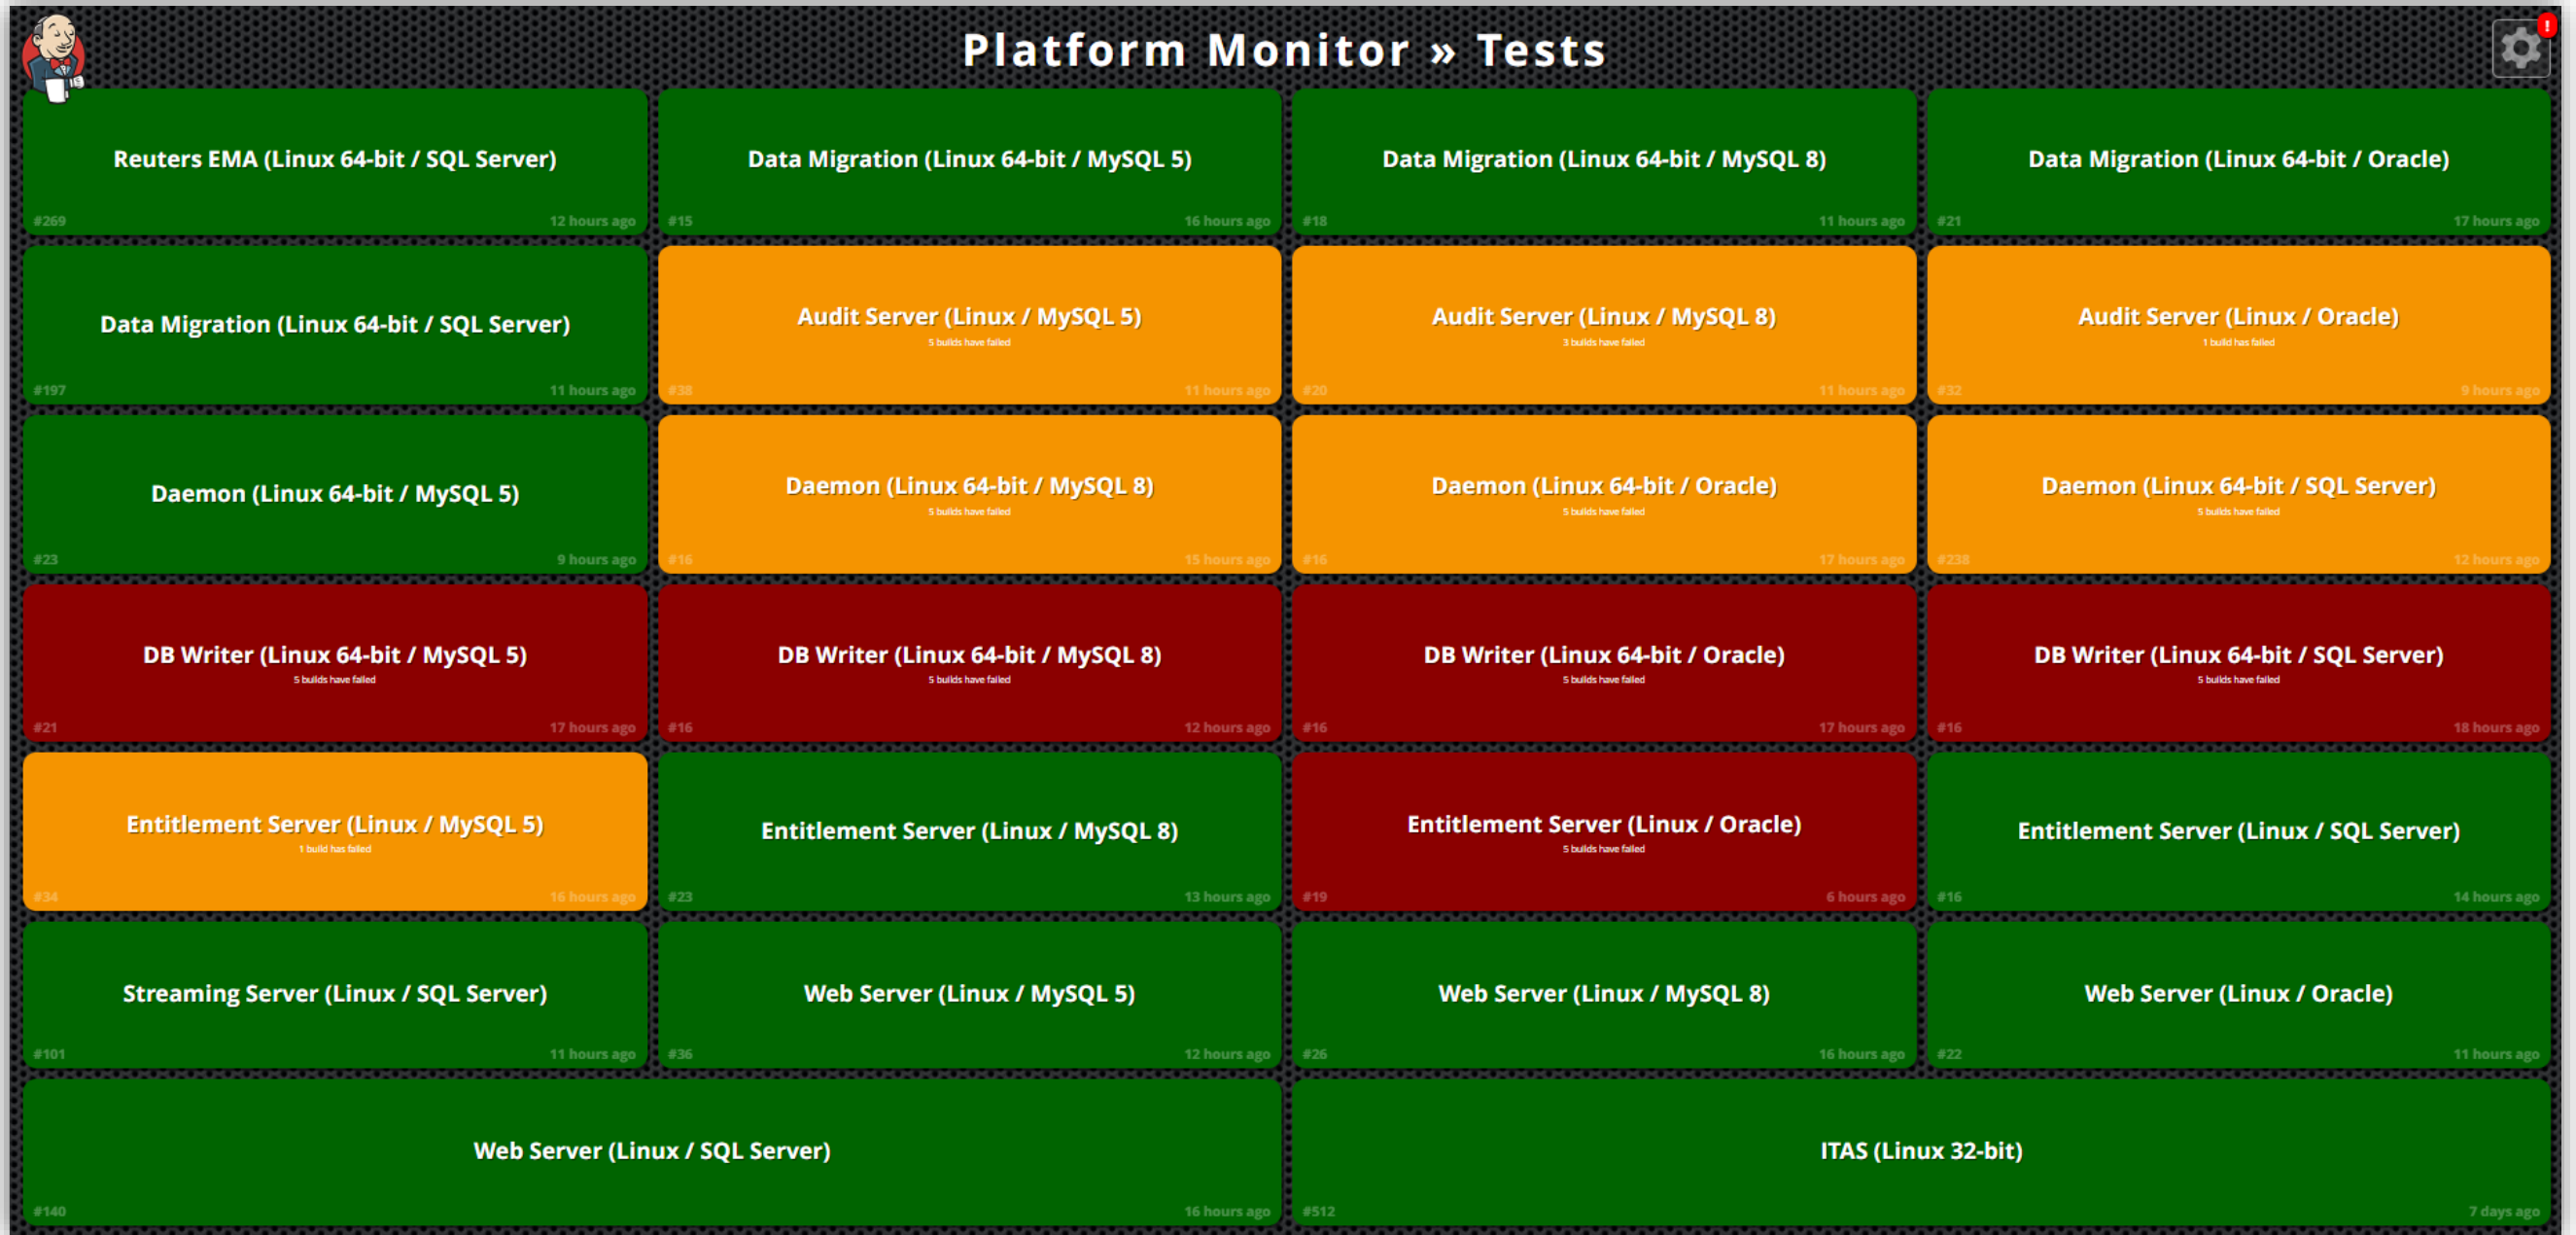 Platform Monitor » Tests
!
Reuters EMA (Linux 64-bit / SQL Server)
#269
12 hours ago
Data Migration (Linux 64-bit / MySQL 5)
#15
16 hours ago
Data Migration (Linux 64-bit / MySQL 8)
#18
11 hours ago
Data Migration (Linux 64-bit / Oracle)
#21
17 hours ago
Data Migration (Linux 64-bit / SQL Server)
#197
11 hours ago
Audit Server (Linux / MySQL 5)
5 builds have failed
#38
11 hours ago
Audit Server (Linux / MySQL 8)
3 builds have failed
#20
11 hours ago
Audit Server (Linux / Oracle)
1 build has failed
#32
9 hours ago
Daemon (Linux 64-bit / MySQL 5)
#23
9 hours ago
Daemon (Linux 64-bit / MySQL 8)
5 builds have failed
#16
15 hours ago
Daemon (Linux 64-bit / Oracle)
5 builds have failed
#16
17 hours ago
Daemon (Linux 64-bit / SQL Server)
5 builds have failed
#238
12 hours ago
DB Writer (Linux 64-bit / MySQL 5)
5 builds have failed
#21
17 hours ago
DB Writer (Linux 64-bit / MySQL 8)
5 builds have failed
#16
12 hours ago
DB Writer (Linux 64-bit / Oracle)
5 builds have failed
#16
17 hours ago
DB Writer (Linux 64-bit / SQL Server)
5 builds have failed
#16
18 hours ago
Entitlement Server (Linux / MySQL 5)
1 build has failed
#34
16 hours ago
Entitlement Server (Linux / MySQL 8)
#23
13 hours ago
Entitlement Server (Linux / Oracle)
5 builds have failed
#19
6 hours ago
Entitlement Server (Linux / SQL Server)
#16
14 hours ago
Streaming Server (Linux / SQL Server)
#101
11 hours ago
Web Server (Linux / MySQL 5)
#36
12 hours ago
Web Server (Linux / MySQL 8)
#26
16 hours ago
Web Server (Linux / Oracle)
#22
11 hours ago
Web Server (Linux / SQL Server)
#140
16 hours ago
ITAS (Linux 32-bit)
#512
7 days ago